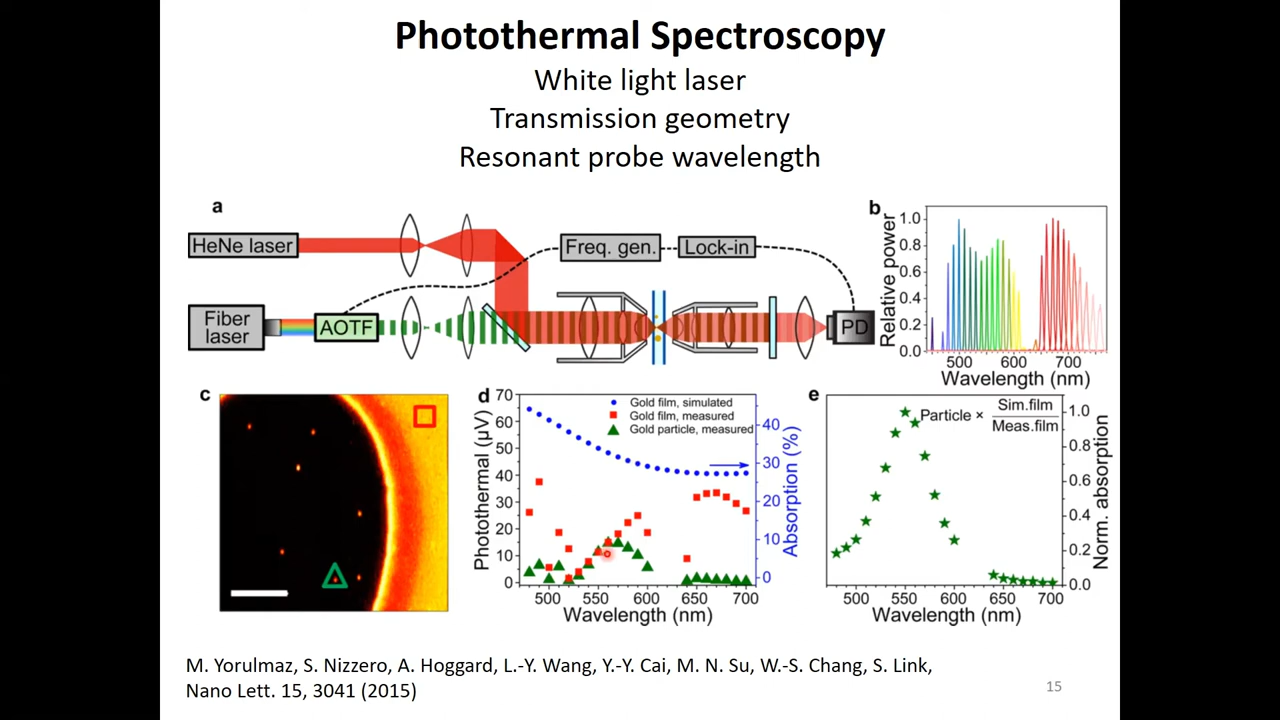 Photothermal Spectroscopy
White light laser
Transmission geometry
Resonant probe wavelength
a
HeNe laser
Freq. gen.
Lock-in
Fiber
laser
AOTF
PD
b
Relative power
1.0
0.8
0.6
0.4
0.2
0.0
500
600
700
Wavelength (nm)
c
d
Photothermal (μV)
70
60
50
40
30
20
10
0
Gold film, simulated
Gold film, measured
Gold particle, measured
40
30
20
10
0
Absorption (%)
500
550
600
650
700
Wavelength (nm)
e
Particle × Sim.film
Meas.film
1.0
0.8
0.6
0.4
0.2
0.0
Norm. absorption
500
550
600
650
700
Wavelength (nm)
M. Yorulmaz, S. Nizzero, A. Hoggard, L.-Y. Wang, Y.-Y. Cai, M. N. Su, W.-S. Chang, S. Link,
Nano Lett. 15, 3041 (2015)
15